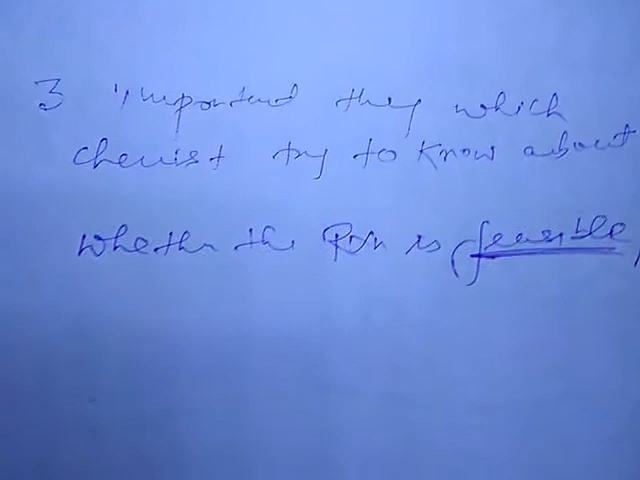 3 important thing which
chemist try to know about
whether the Rxn is (feasible)